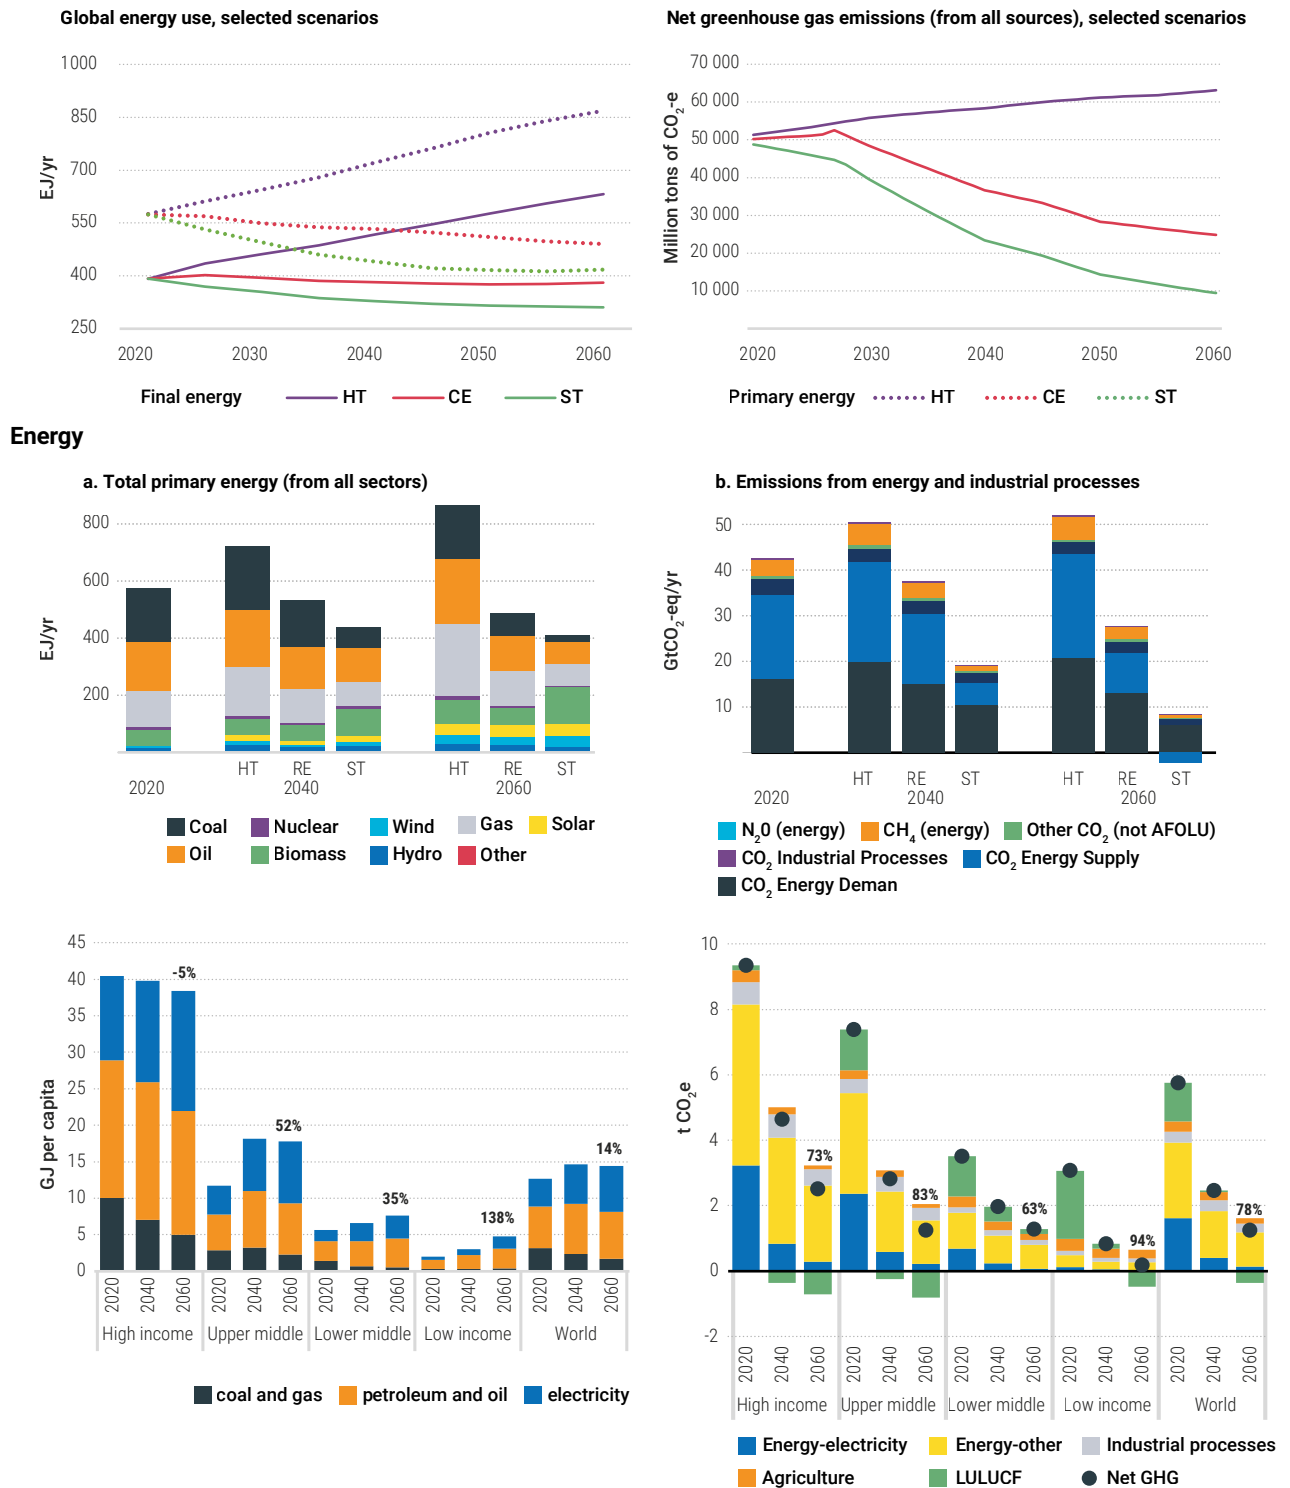 Global energy use, selected scenarios
1000
850
700
550
400
250
EJ/yr
2020 2030 2040 2050 2060
Final energy HT CE ST
Net greenhouse gas emissions (from all sources), selected scenarios
70 000
60 000
50 000
40 000
30 000
20 000
10 000
Million tons of CO2-e
2020 2030 2040 2050 2060
Primary energy HT CE ST
Energy
a. Total primary energy (from all sectors)
800
600
400
200
EJ/yr
HT RE ST HT RE ST
2020 2040 2060
Coal Nuclear Wind Gas Solar
Oil Biomass Hydro Other
b. Emissions from energy and industrial processes
50
40
30
20
10
GtCO2-eq/yr
HT RE ST HT RE ST
2020 2040 2060
N20 (energy) CH4 (energy) Other CO2 (not AFOLU)
CO2 Industrial Processes CO2 Energy Supply
CO2 Energy Deman
45
40
35
30
25
20
15
10
5
0
GJ per capita
-5%
52%
35%
138%
14%
2020 2040 2060 2020 2040 2060 2020 2040 2060 2020 2040 2060 2020 2040 2060
High income Upper middle Lower middle Low income World
coal and gas petroleum and oil electricity
10
8
6
4
2
0
-2
t CO2e
73%
83%
63%
94%
78%
2020 2040 2060 2020 2040 2060 2020 2040 2060 2020 2040 2060 2020 2040 2060
High income Upper middle Lower middle Low income World
Energy-electricity Energy-other Industrial processes
Agriculture LULUCF Net GHG